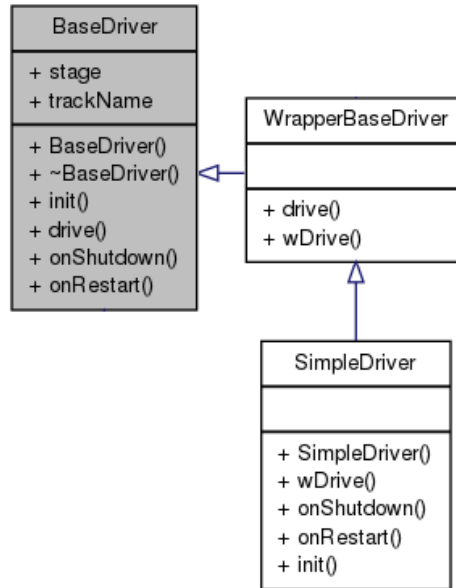 BaseDriver
+ stage
+ trackName
+ BaseDriver()
+ ~BaseDriver()
+ init()
+ drive()
+ onShutdown()
+ onRestart()
WrapperBaseDriver
+ drive()
+ wDrive()
SimpleDriver
+ SimpleDriver()
+ wDrive()
+ onShutdown()
+ onRestart()
+ init()